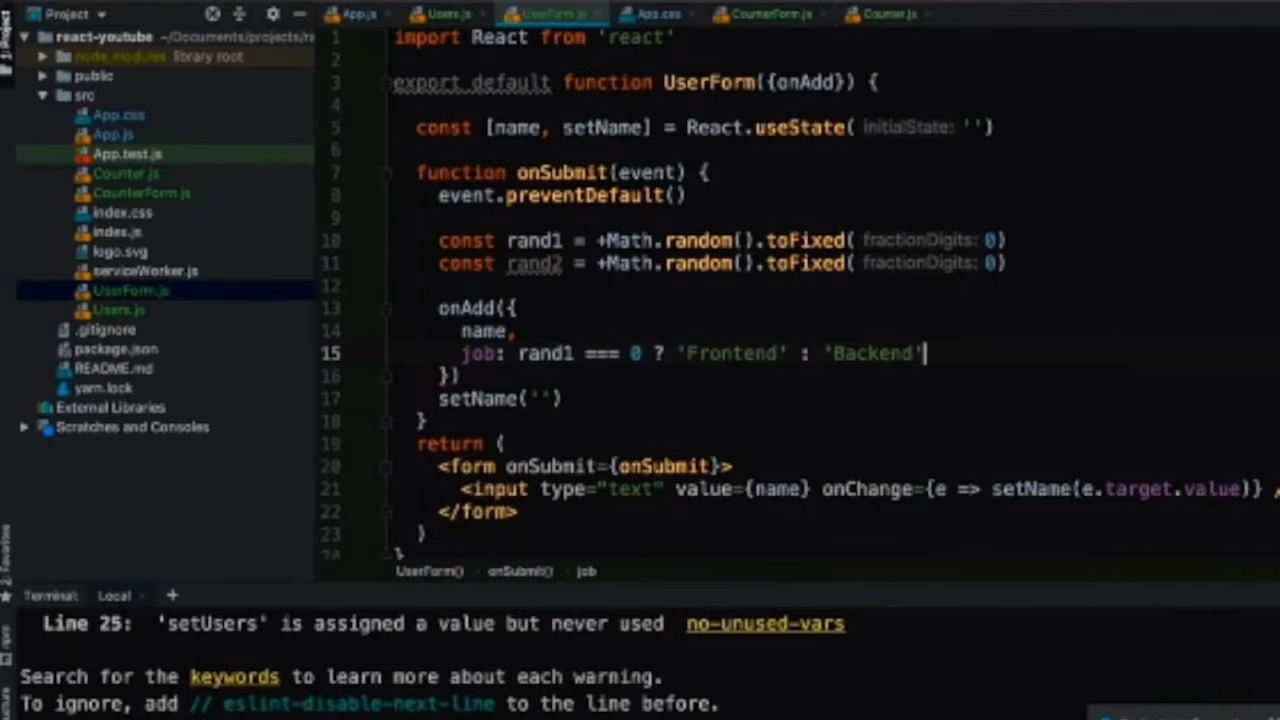 Project
App.js
Users.js
UserForm.js
App.css
CounterForm.js
Counter.js
1: Project
react-youtube ~/Documents/projects/ra
node_modules library root
public
src
App.css
App.js
App.test.js
Counter.js
CounterForm.js
index.css
index.js
logo.svg
serviceWorker.js
UserForm.js
Users.js
.gitignore
package.json
README.md
yarn.lock
External Libraries
Scratches and Consoles
1 import React from 'react'
2
3 export default function UserForm({onAdd}) {
4
5 const [name, setName] = React.useState( initialState: '')
6
7 function onSubmit(event) {
8 event.preventDefault()
9
10 const rand1 = +Math.random().toFixed( fractionDigits: 0)
11 const rand2 = +Math.random().toFixed( fractionDigits: 0)
12
13 onAdd({
14 name,
15 job: rand1 === 0 ? 'Frontend' : 'Backend'
16 })
17 setName('')
18 }
19 return (
20 <form onSubmit={onSubmit}>
21 <input type="text" value={name} onChange={e => setName(e.target.value)} /
22 </form>
23 )
24 }
UserForm() onSubmit() job
2: Favorites
npm
Terminal: Local +
Line 25: 'setUsers' is assigned a value but never used no-unused-vars
Search for the keywords to learn more about each warning.
To ignore, add // eslint-disable-next-line to the line before.